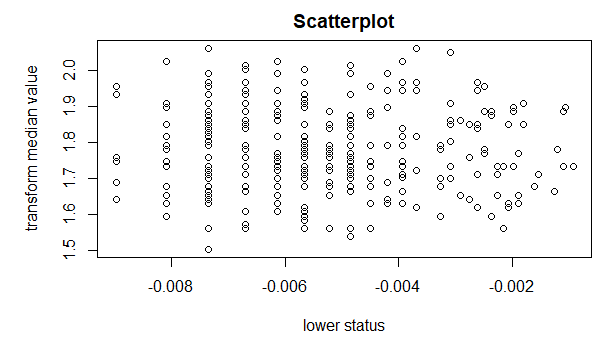 Scatterplot
transform median value
2.0
1.9
1.8
1.7
1.6
1.5
-0.008 -0.006 -0.004 -0.002
lower status